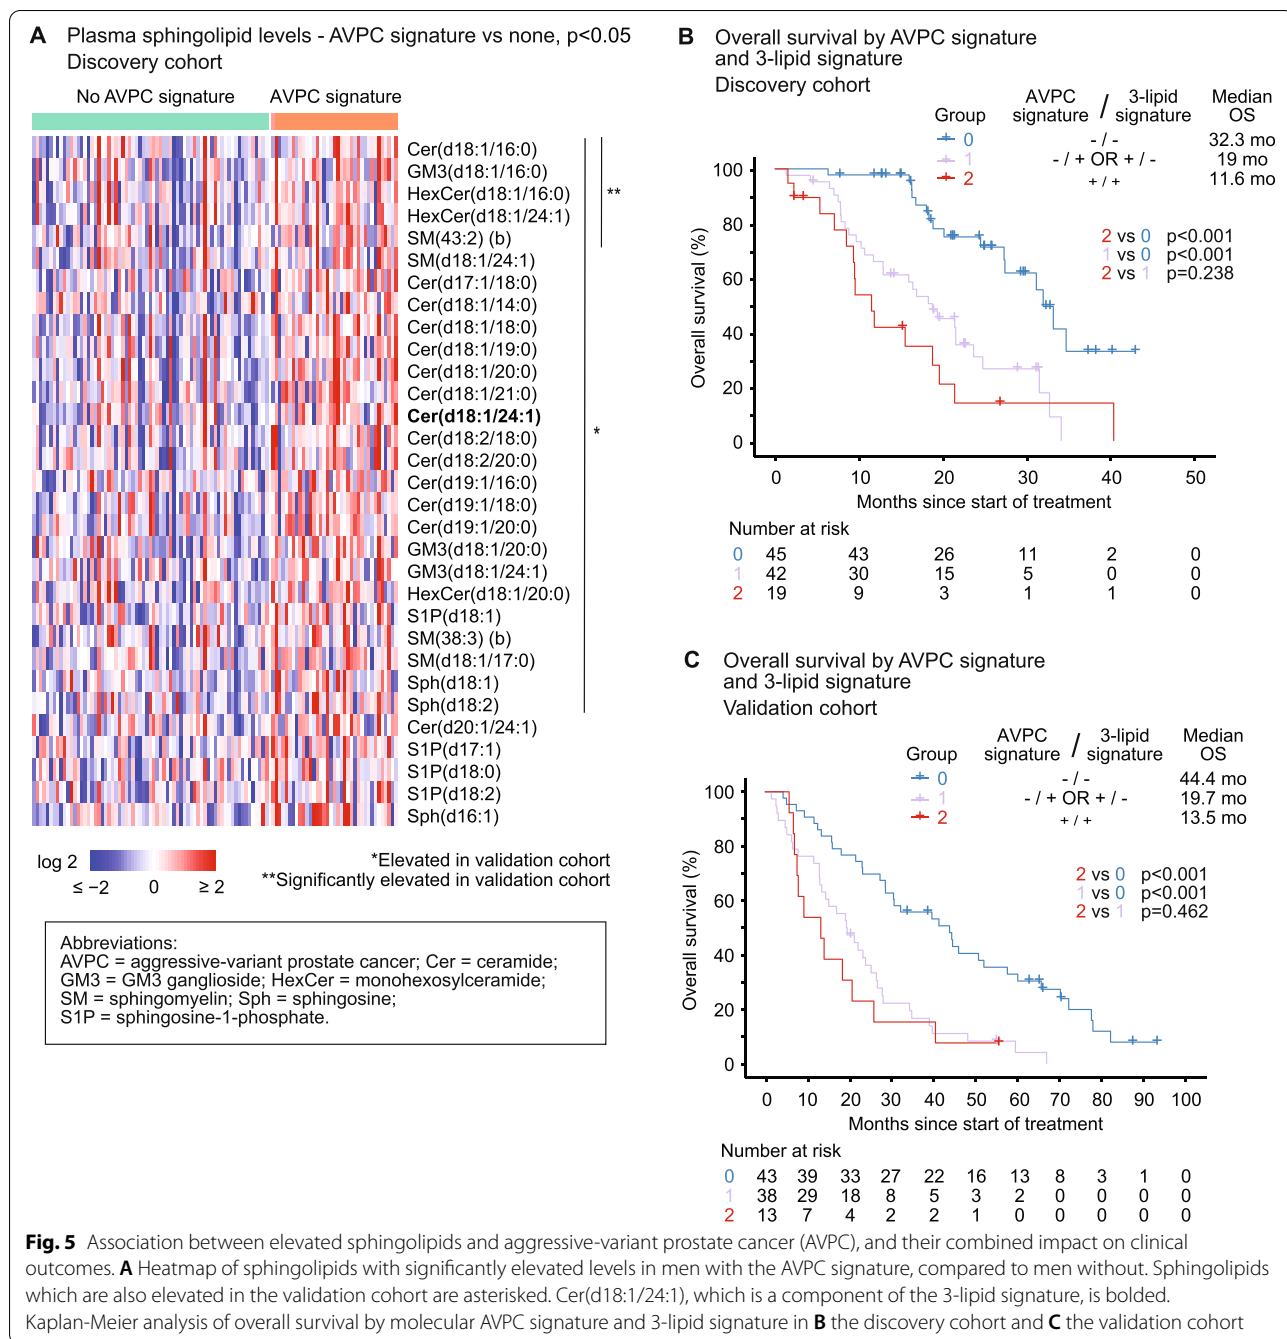 A Plasma sphingolipid levels - AVPC signature vs none, p<0.05
Discovery cohort
No AVPC signature AVPC signature
Cer(d18:1/16:0)
GM3(d18:1/16:0)
HexCer(d18:1/16:0)
HexCer(d18:1/24:1)
SM(43:2) (b)
**
SM(d18:1/24:1)
Cer(d17:1/18:0)
Cer(d18:1/14:0)
Cer(d18:1/18:0)
Cer(d18:1/19:0)
Cer(d18:1/20:0)
Cer(d18:1/21:0)
Cer(d18:1/24:1)
Cer(d18:2/18:0)
Cer(d18:2/20:0)
Cer(d19:1/16:0)
Cer(d19:1/18:0)
Cer(d19:1/20:0)
GM3(d18:1/20:0)
GM3(d18:1/24:1)
HexCer(d18:1/20:0)
S1P(d18:1)
SM(38:3) (b)
SM(d18:1/17:0)
Sph(d18:1)
Sph(d18:2)
*
Cer(d20:1/24:1)
S1P(d17:1)
S1P(d18:0)
S1P(d18:2)
Sph(d16:1)
log 2
≤ −2 0 ≥ 2
*Elevated in validation cohort
**Significantly elevated in validation cohort
Abbreviations:
AVPC = aggressive-variant prostate cancer; Cer = ceramide;
GM3 = GM3 ganglioside; HexCer = monohexosylceramide;
SM = sphingomyelin; Sph = sphingosine;
S1P = sphingosine-1-phosphate.
B Overall survival by AVPC signature
and 3-lipid signature
Discovery cohort
Group AVPC signature / 3-lipid signature Median OS
0 - / - 32.3 mo
1 - / + OR + / - 19 mo
2 + / + 11.6 mo
2 vs 0 p<0.001
1 vs 0 p<0.001
2 vs 1 p=0.238
Overall survival (%)
100
80
60
40
20
0
0 10 20 30 40 50
Months since start of treatment
Number at risk
0 45 43 26 11 2 0
1 42 30 15 5 0 0
2 19 9 3 1 1 0
C Overall survival by AVPC signature
and 3-lipid signature
Validation cohort
Group AVPC signature / 3-lipid signature Median OS
0 - / - 44.4 mo
1 - / + OR + / - 19.7 mo
2 + / + 13.5 mo
2 vs 0 p<0.001
1 vs 0 p<0.001
2 vs 1 p=0.462
Overall survival (%)
100
80
60
40
20
0
0 10 20 30 40 50 60 70 80 90 100
Months since start of treatment
Number at risk
0 43 39 33 27 22 16 13 8 3 1 0
1 38 29 18 8 5 3 2 0 0 0 0
2 13 7 4 2 2 1 0 0 0 0 0
Fig. 5 Association between elevated sphingolipids and aggressive-variant prostate cancer (AVPC), and their combined impact on clinical
outcomes. A Heatmap of sphingolipids with significantly elevated levels in men with the AVPC signature, compared to men without. Sphingolipids
which are also elevated in the validation cohort are asterisked. Cer(d18:1/24:1), which is a component of the 3-lipid signature, is bolded.
Kaplan-Meier analysis of overall survival by molecular AVPC signature and 3-lipid signature in B the discovery cohort and C the validation cohort